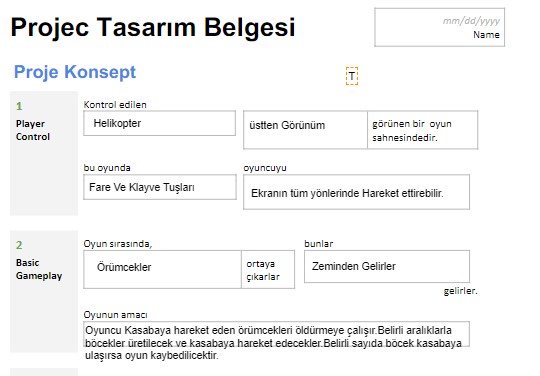 Projec Tasarım Belgesi
mm/dd/yyyy
Name
Proje Konsept
T
1
Player
Control
Kontrol edilen
Helikopter
üstten Görünüm
görünen bir oyun
sahnesindedir.
bu oyunda
Fare Ve Klayve Tuşları
oyuncuyu
Ekranın tüm yönlerinde Hareket ettirebilir.
2
Basic
Gameplay
Oyun sırasında,
Örümcekler
ortaya
çıkarlar
bunlar
Zeminden Gelirler
gelirler.
Oyunun amacı
Oyuncu Kasabaya hareket eden örümcekleri öldürmeye çalışır.Belirli aralıklarla
böcekler üretilecek ve kasabaya hareket edecekler.Belirli sayıda böcek kasabaya
ulaşırsa oyun kaybedilicektir.